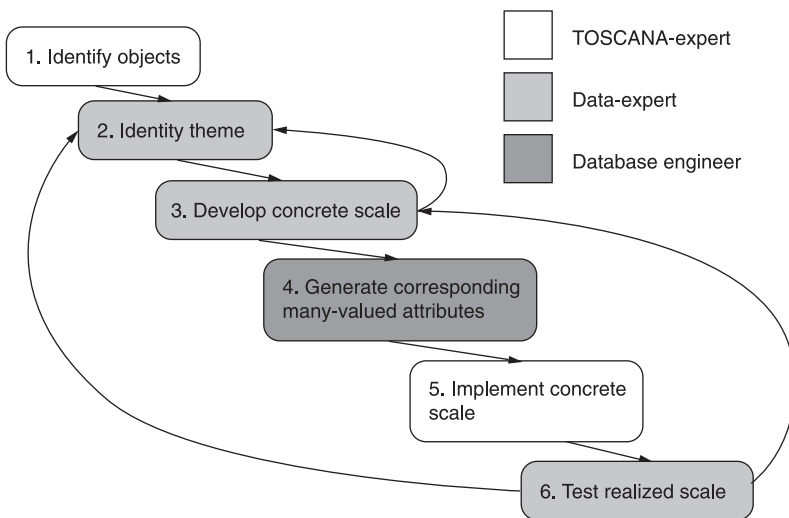 1. Identify objects
2. Identity theme
3. Develop concrete scale
4. Generate corresponding
many-valued attributes
5. Implement concrete
scale
6. Test realized scale
TOSCANA-expert
Data-expert
Database engineer